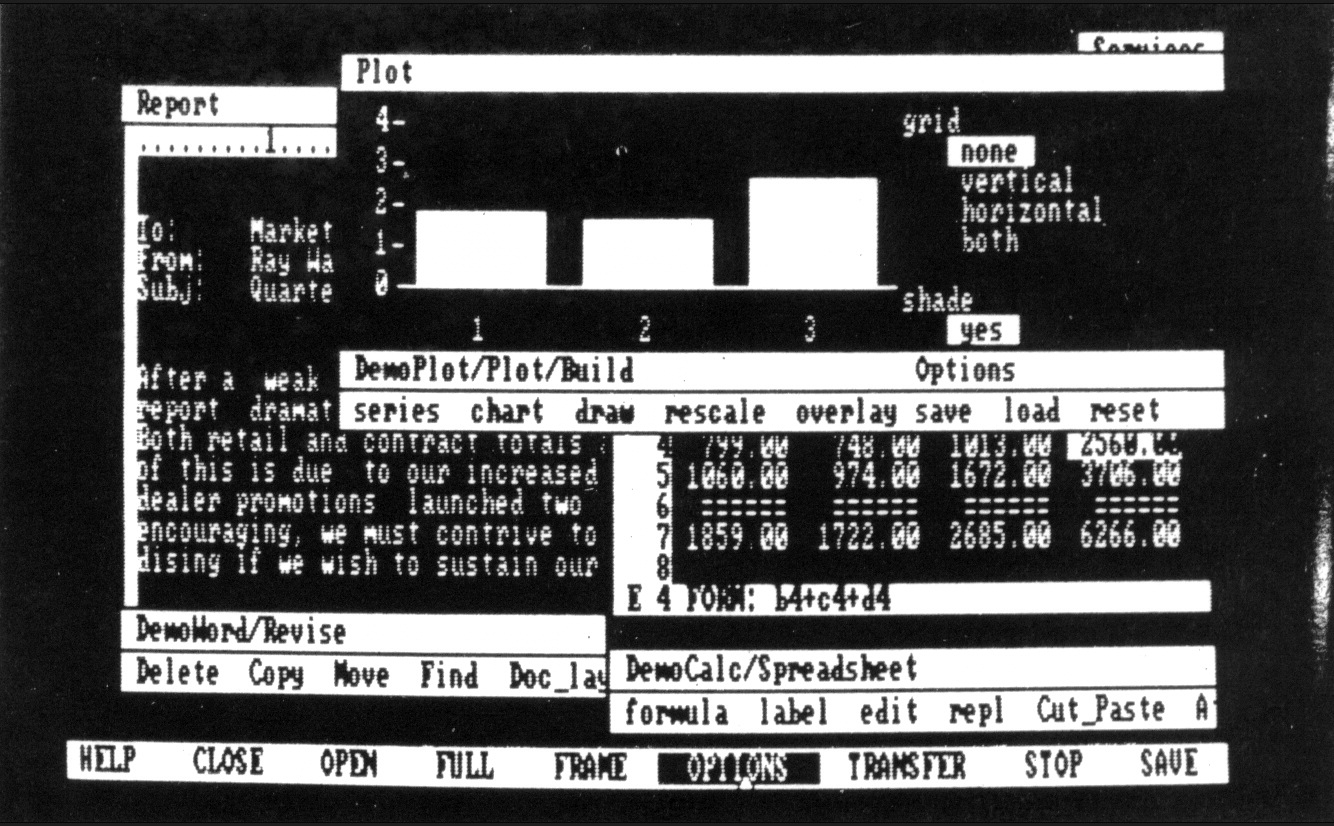 Services
Plot
Report
.........1....
4-
3-
2-
1-
0
1 2 3
grid
none
vertical
horizontal
both
shade
yes
To: Market
From: Ray Wa
Subj: Quarte
After a weak
report dramat
Both retail and contract totals
of this is due to our increased
dealer promotions launched two
encouraging, we must contrive to
dising if we wish to sustain our
DemoPlot/Plot/Build Options
series chart draw rescale overlay save load reset
4 799.00 748.00 1013.00 2560.00
5 1060.00 974.00 1672.00 3706.00
6 ====== ====== ====== ======
7 1859.00 1722.00 2685.00 6266.00
8
E 4 FORM: b4+c4+d4
DemoWord/Revise
Delete Copy Move Find Doc_lay
DemoCalc/Spreadsheet
formula label edit repl Cut_Paste A
HELP CLOSE OPEN FULL FRAME OPTIONS TRANSFER STOP SAVE